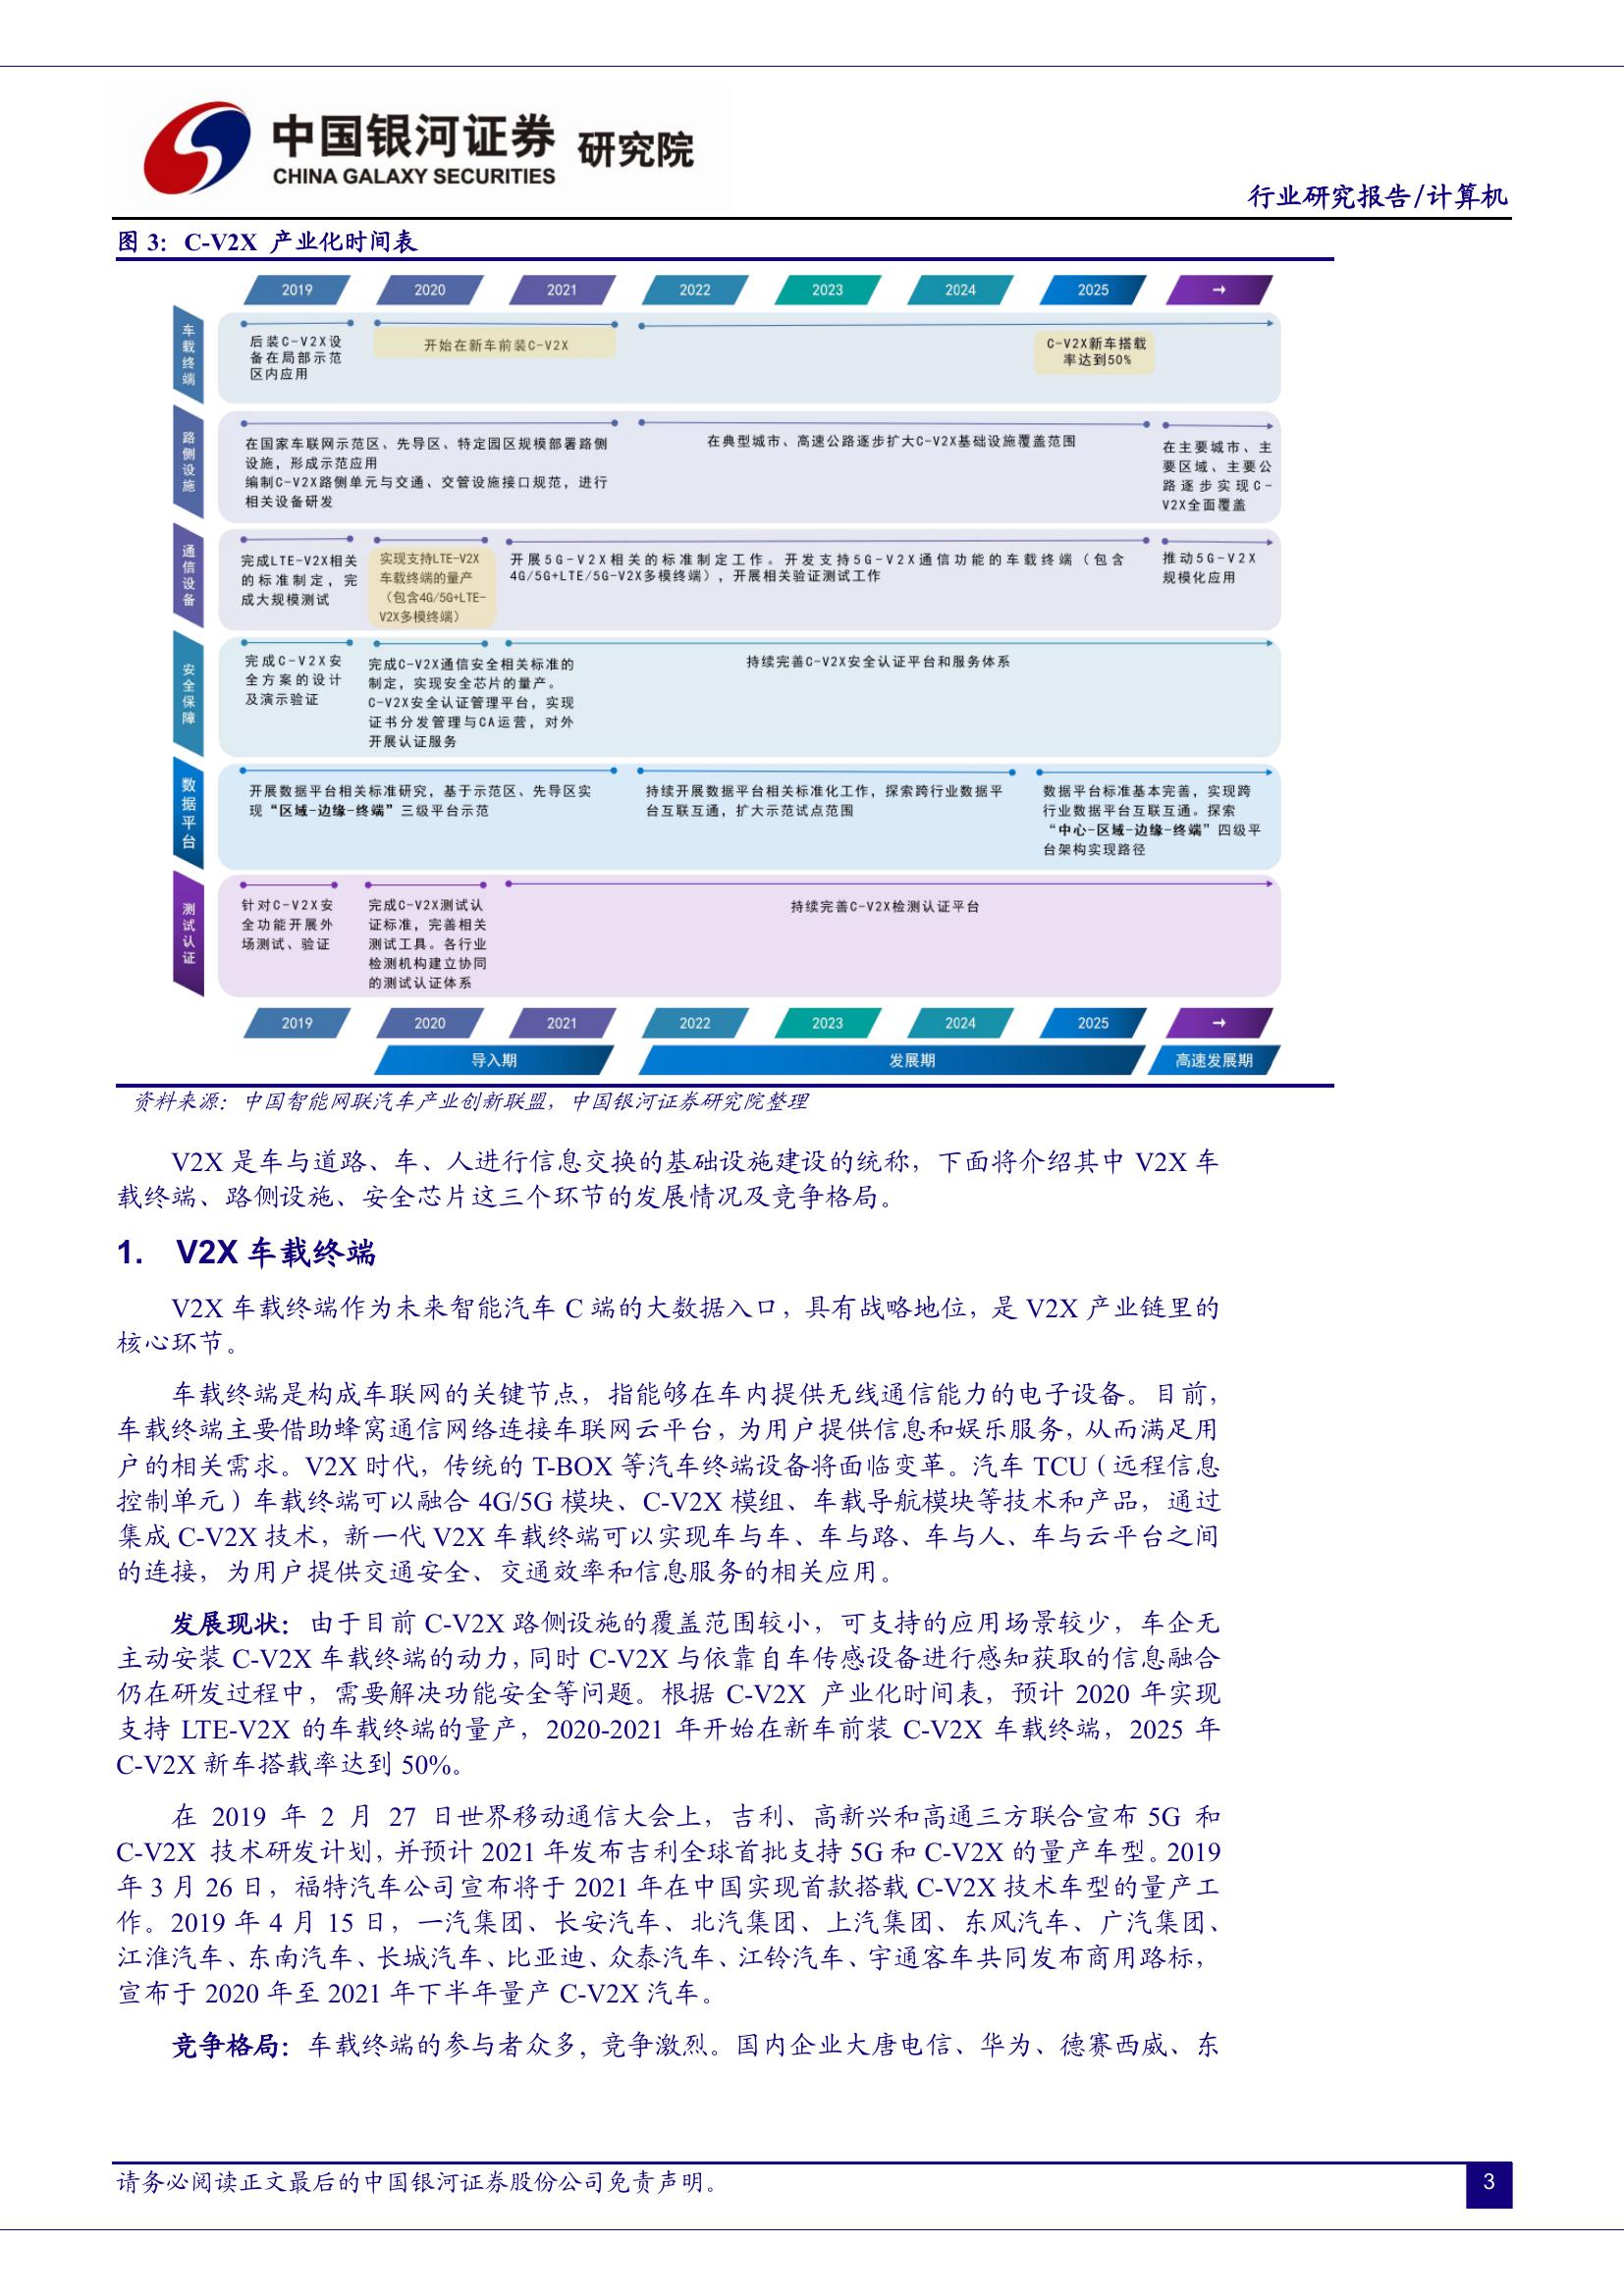 中国银河证券 研究院
CHINA GALAXY SECURITIES
行业研究报告/计算机
图 3：C-V2X 产业化时间表
2019 2020 2021 2022 2023 2024 2025 →
车载终端
后装C-V2X设
备在局部示范
区内应用
开始在新车前装C-V2X
C-V2X新车搭载
率达到50%
路侧设施
在国家车联网示范区、先导区、特定园区规模部署路侧
设施，形成示范应用
编制C-V2X路侧单元与交通、交管设施接口规范，进行
相关设备研发
在典型城市、高速公路逐步扩大C-V2X基础设施覆盖范围
在主要城市、主
要区域、主要公
路逐步实现C-
V2X全面覆盖
通信设备
完成LTE-V2X相关
的标准制定，完
成大规模测试
实现支持LTE-V2X
车载终端的量产
（包含4G/5G+LTE-
V2X多模终端）
开展5G-V2X相关的标准制定工作。开发支持5G-V2X通信功能的车载终端（包含
4G/5G+LTE/5G-V2X多模终端），开展相关验证测试工作
推动5G-V2X
规模化应用
安全保障
完成C-V2X安
全方案的设计
及演示验证
完成C-V2X通信安全相关标准的
制定，实现安全芯片的量产。
C-V2X安全认证管理平台，实现
证书分发管理与CA运营，对外
开展认证服务
持续完善C-V2X安全认证平台和服务体系
数据平台
开展数据平台相关标准研究，基于示范区、先导区实
现“区域-边缘-终端”三级平台示范
持续开展数据平台相关标准化工作，探索跨行业数据平
台互联互通，扩大示范试点范围
数据平台标准基本完善，实现跨
行业数据平台互联互通。探索
“中心-区域-边缘-终端”四级平
台架构实现路径
测试认证
针对C-V2X安
全功能开展外
场测试、验证
完成C-V2X测试认
证标准，完善相关
测试工具。各行业
检测机构建立协同
的测试认证体系
持续完善C-V2X检测认证平台
2019 2020 2021 2022 2023 2024 2025 →
导入期 发展期 高速发展期
资料来源：中国智能网联汽车产业创新联盟，中国银河证券研究院整理
V2X 是车与道路、车、人进行信息交换的基础设施建设的统称，下面将介绍其中 V2X 车
载终端、路侧设施、安全芯片这三个环节的发展情况及竞争格局。
1. V2X 车载终端
V2X 车载终端作为未来智能汽车 C 端的大数据入口，具有战略地位，是 V2X 产业链里的
核心环节。
车载终端是构成车联网的关键节点，指能够在车内提供无线通信能力的电子设备。目前，
车载终端主要借助蜂窝通信网络连接车联网云平台，为用户提供信息和娱乐服务，从而满足用
户的相关需求。V2X 时代，传统的 T-BOX 等汽车终端设备将面临变革。汽车 TCU（远程信息
控制单元）车载终端可以融合 4G/5G 模块、C-V2X 模组、车载导航模块等技术和产品，通过
集成 C-V2X 技术，新一代 V2X 车载终端可以实现车与车、车与路、车与人、车与云平台之间
的连接，为用户提供交通安全、交通效率和信息服务的相关应用。
发展现状：由于目前 C-V2X 路侧设施的覆盖范围较小，可支持的应用场景较少，车企无
主动安装 C-V2X 车载终端的动力，同时 C-V2X 与依靠自车传感设备进行感知获取的信息融合
仍在研发过程中，需要解决功能安全等问题。根据 C-V2X 产业化时间表，预计 2020 年实现
支持 LTE-V2X 的车载终端的量产，2020-2021 年开始在新车前装 C-V2X 车载终端，2025 年
C-V2X 新车搭载率达到 50%。
在 2019 年 2 月 27 日世界移动通信大会上，吉利、高新兴和高通三方联合宣布 5G 和
C-V2X 技术研发计划，并预计 2021 年发布吉利全球首批支持 5G 和 C-V2X 的量产车型。2019
年 3 月 26 日，福特汽车公司宣布将于 2021 年在中国实现首款搭载 C-V2X 技术车型的量产工
作。2019 年 4 月 15 日，一汽集团、长安汽车、北汽集团、上汽集团、东风汽车、广汽集团、
江淮汽车、东南汽车、长城汽车、比亚迪、众泰汽车、江铃汽车、宇通客车共同发布商用路标，
宣布于 2020 年至 2021 年下半年量产 C-V2X 汽车。
竞争格局：车载终端的参与者众多，竞争激烈。国内企业大唐电信、华为、德赛西威、东
请务必阅读正文最后的中国银河证券股份公司免责声明。
3